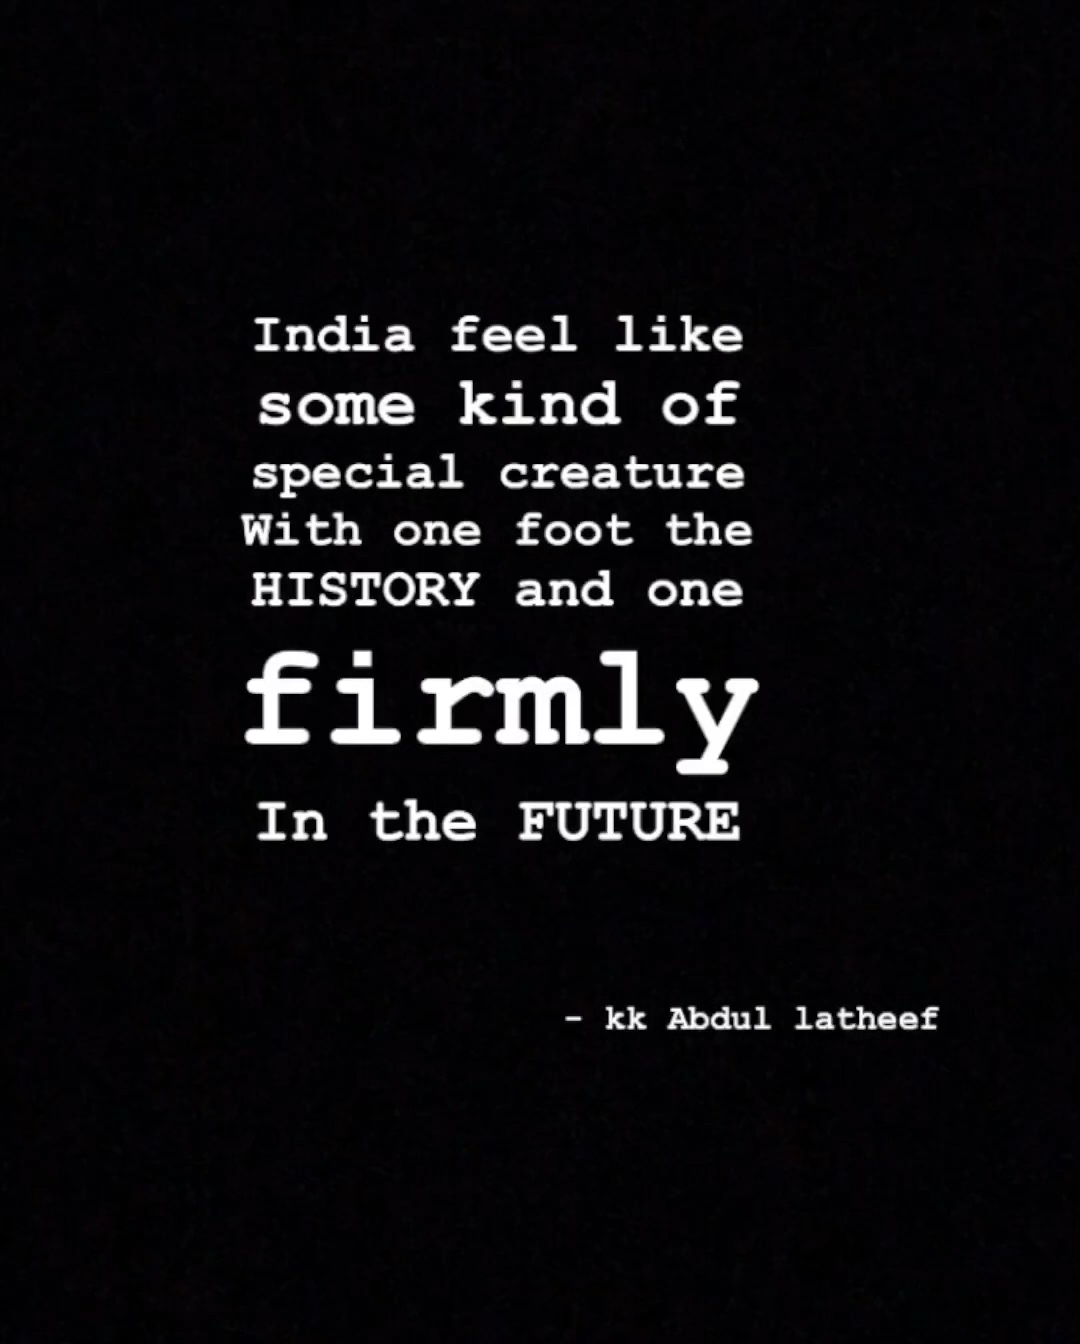 India feel like
some kind of
special creature
With one foot the
HISTORY and one
firmly
In the FUTURE
- kk Abdul latheef